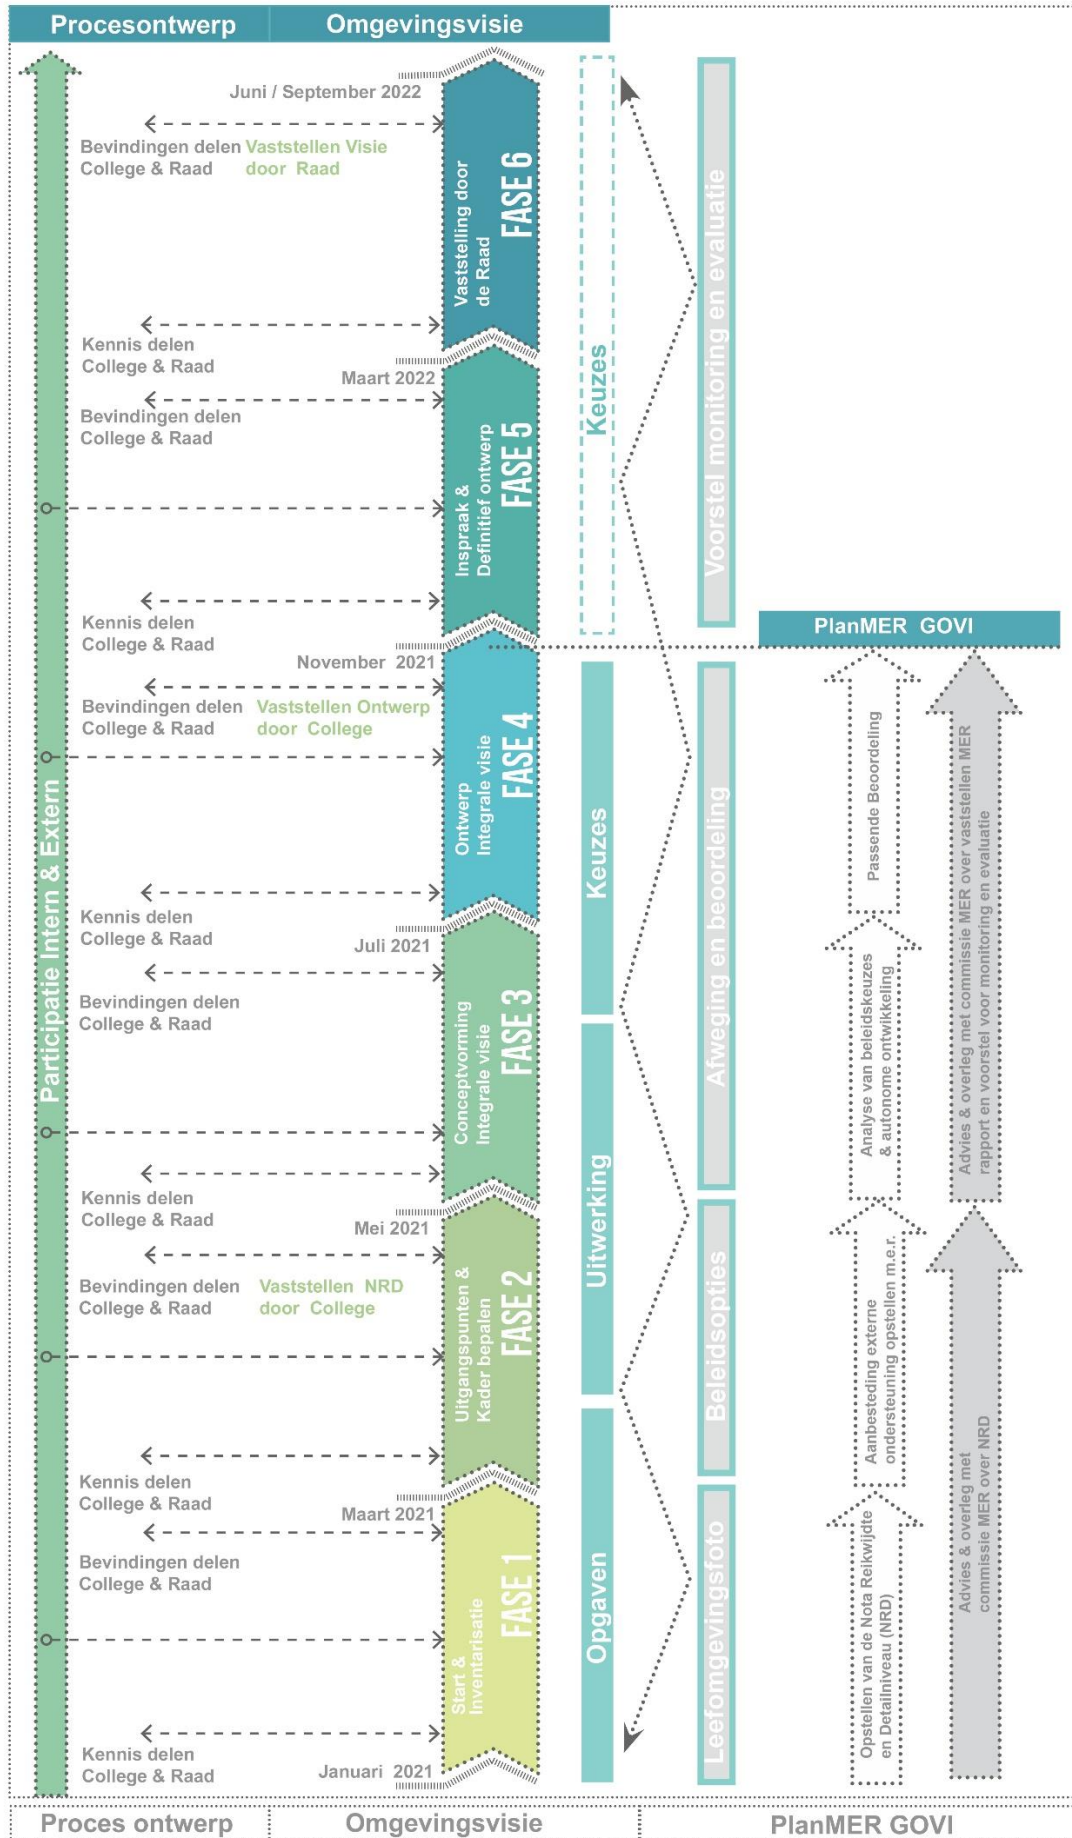 Procesontwerp
Omgevingsvisie
Juni / September 2022
Bevindingen delen
College & Raad
Vaststellen Visie
door Raad
Vaststelling door
de Raad
FASE 6
Kennis delen
College & Raad
Maart 2022
Bevindingen delen
College & Raad
Inspraak &
Definitief ontwerp
FASE 5
Kennis delen
College & Raad
November 2021
Bevindingen delen
College & Raad
Vaststellen Ontwerp
door College
Ontwerp
Integrale visie
FASE 4
Kennis delen
College & Raad
Juli 2021
Bevindingen delen
College & Raad
Conceptvorming
Integrale visie
FASE 3
Kennis delen
College & Raad
Mei 2021
Bevindingen delen
College & Raad
Vaststellen NRD
door College
Uitgangspunten &
Kader bepalen
FASE 2
Kennis delen
College & Raad
Maart 2021
Bevindingen delen
College & Raad
Start &
Inventarisatie
FASE 1
Kennis delen
College & Raad
Januari 2021
Participatie Intern & Extern
Keuzes
Keuzes
Uitwerking
Opgaven
Voorstel monitoring en evaluatie
Afweging en beoordeling
Beleidsopties
Leefomgevingsfoto
PlanMER GOVI
Passende Beoordeling
Analyse van beleidskeuzes
& autonome ontwikkeling
Aanbesteding externe
ondersteuning opstellen m.e.r.
Opstellen van de Nota Reikwijdte
en Detailniveau (NRD)
Advies & overleg met commissie MER over vaststellen MER
rapport en voorstel voor monitoring en evaluatie
Advies & overleg met
commissie MER over NRD
Proces ontwerp
Omgevingsvisie
PlanMER GOVI